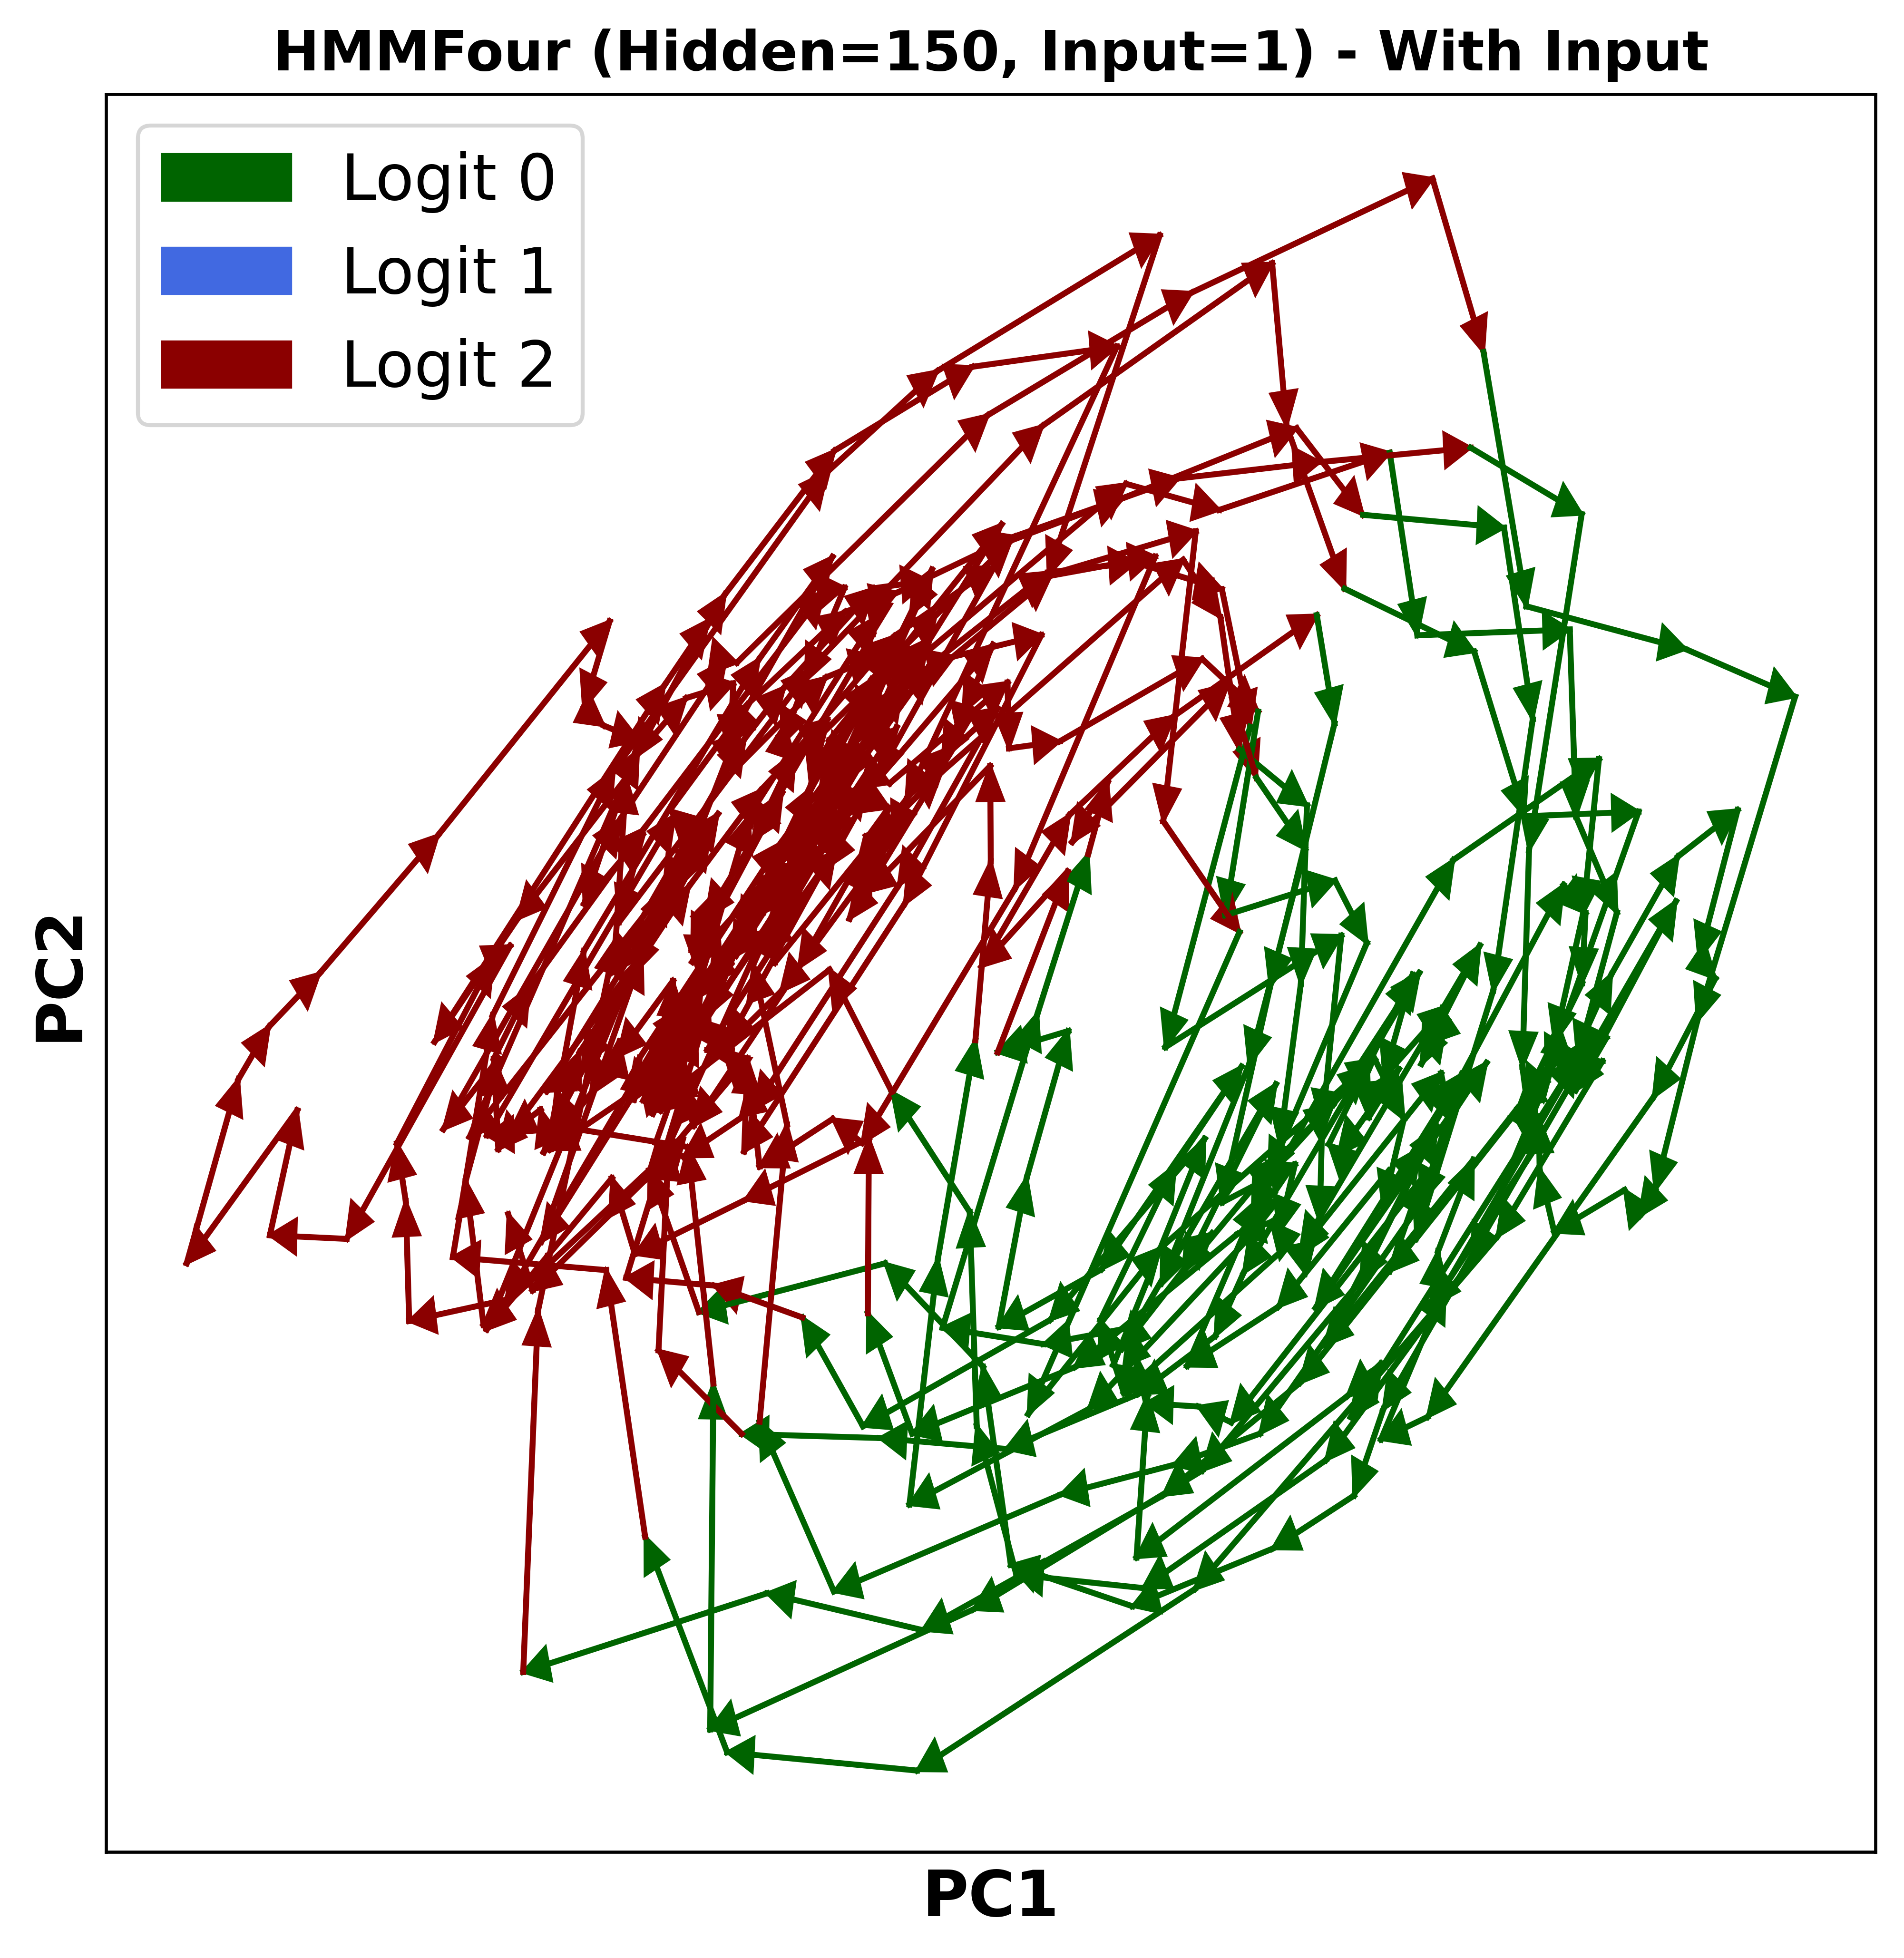 HMMFour (Hidden=150, Input=1) - With Input
Logit 0
Logit 1
Logit 2
PC2
PC1